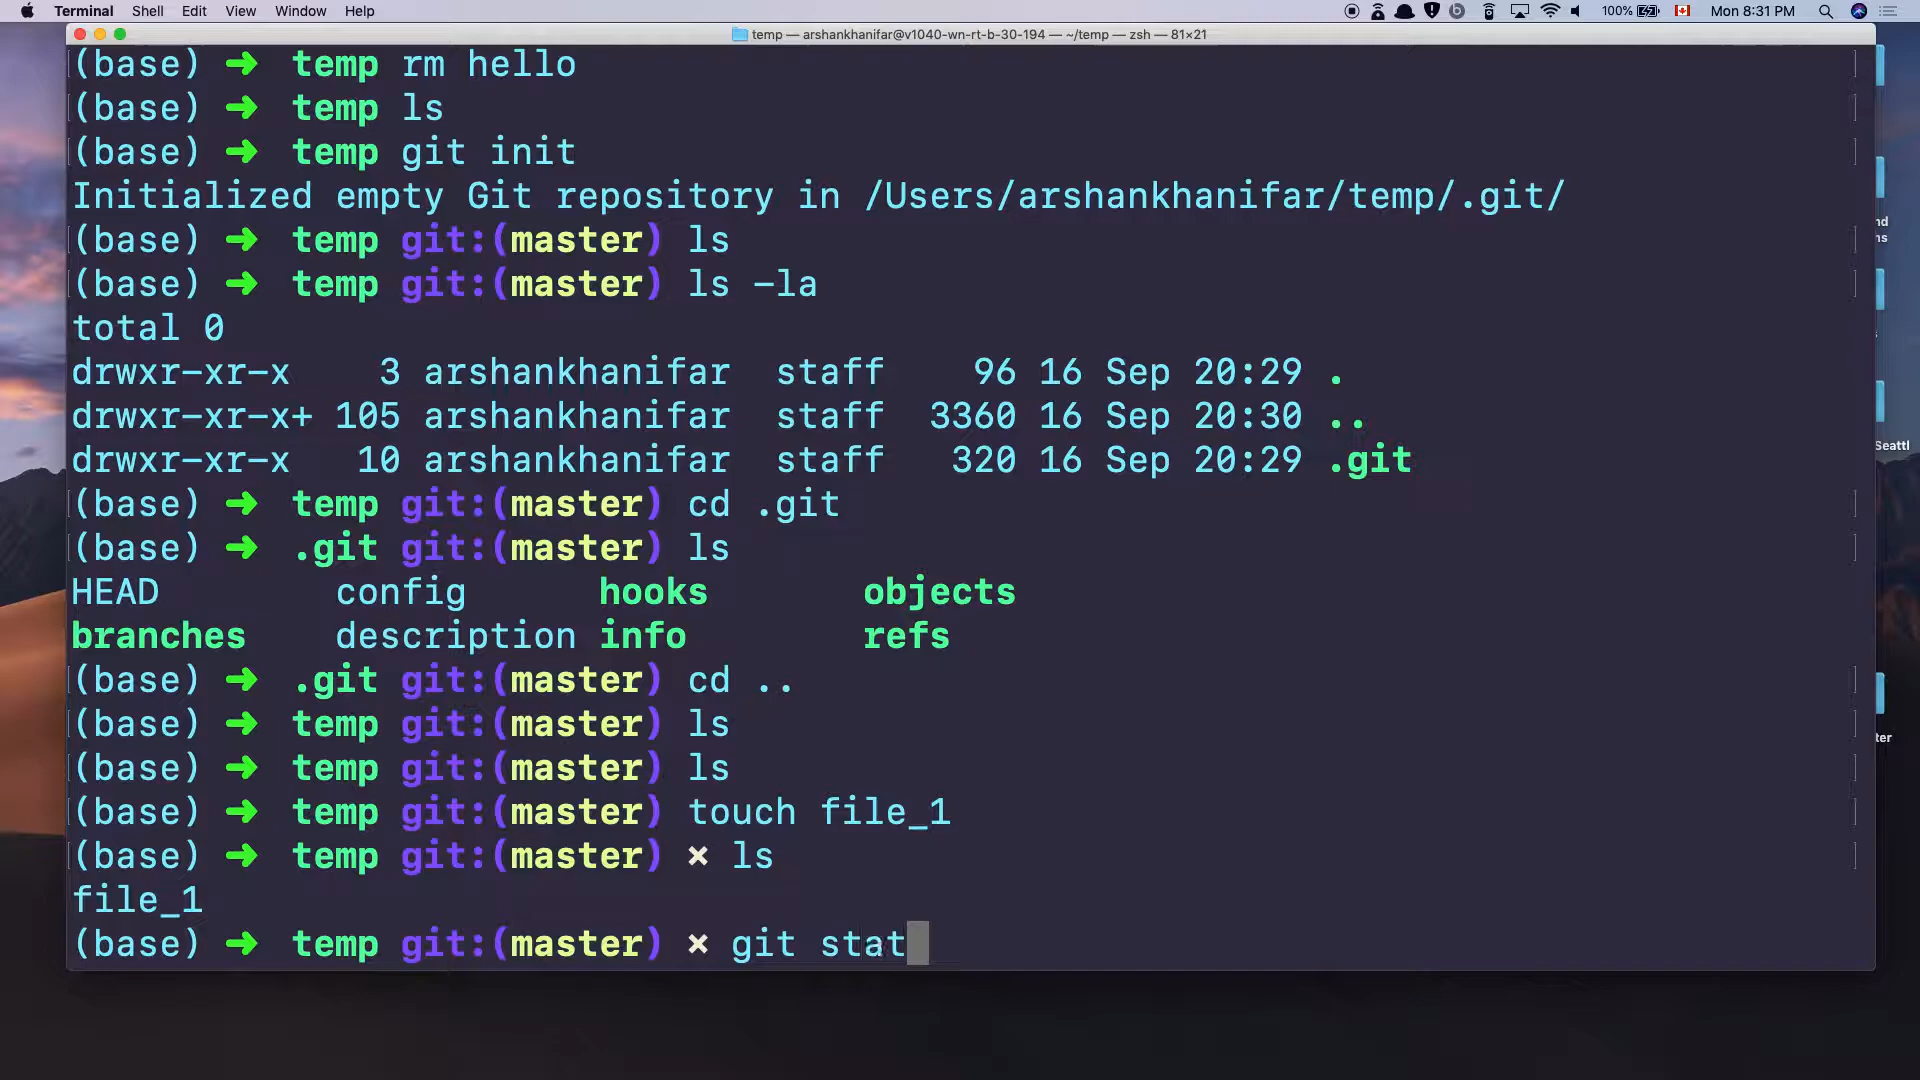 Terminal Shell Edit View Window Help 100% Mon 8:31 PM
temp — arshankhanifar@v1040-wn-rt-b-30-194 — ~/temp — zsh — 81×21
(base) ➜ temp rm hello
(base) ➜ temp ls
(base) ➜ temp git init
Initialized empty Git repository in /Users/arshankhanifar/temp/.git/
(base) ➜ temp git:(master) ls
(base) ➜ temp git:(master) ls -la
total 0
drwxr-xr-x 3 arshankhanifar staff 96 16 Sep 20:29 .
drwxr-xr-x+ 105 arshankhanifar staff 3360 16 Sep 20:30 ..
drwxr-xr-x 10 arshankhanifar staff 320 16 Sep 20:29 .git
(base) ➜ temp git:(master) cd .git
(base) ➜ .git git:(master) ls
HEAD config hooks objects
branches description info refs
(base) ➜ .git git:(master) cd ..
(base) ➜ temp git:(master) ls
(base) ➜ temp git:(master) ls
(base) ➜ temp git:(master) touch file_1
(base) ➜ temp git:(master) × ls
file_1
(base) ➜ temp git:(master) × git stat
nd
ns
Seattl
ter